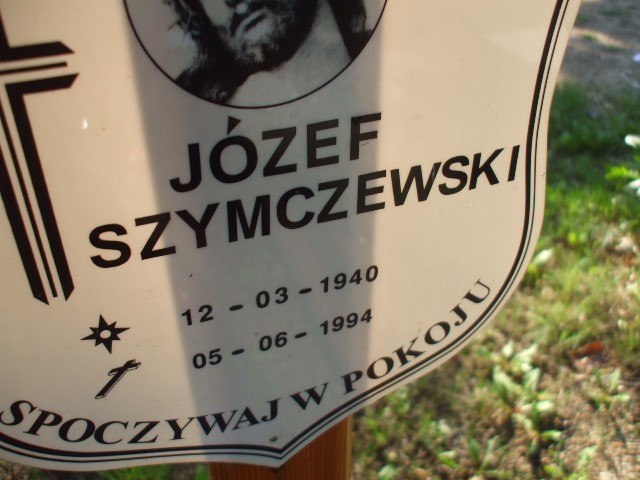 JÓZEF
SZYMCZEWSKI
12 - 03 - 1940
05 - 06 - 1994
SPOCZYWAJ W POKOJU